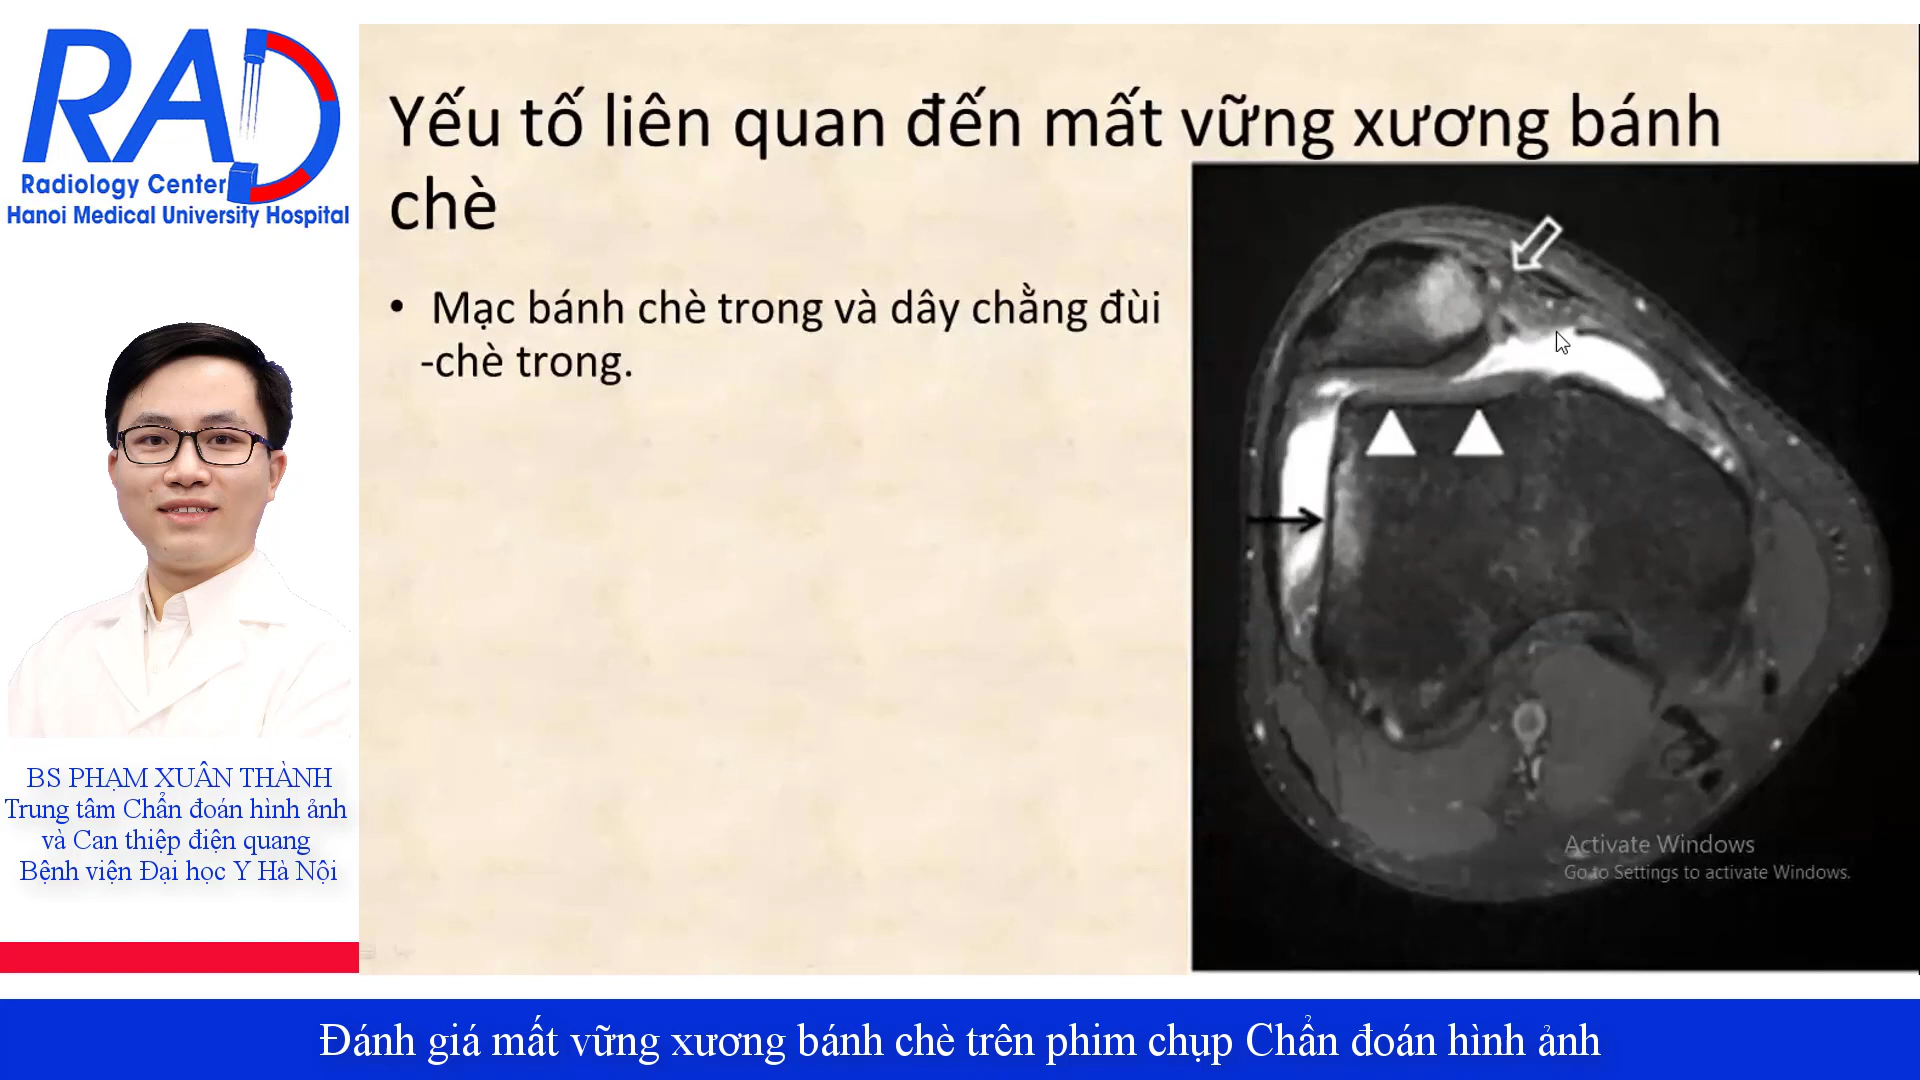 RAD
Radiology Center
Hanoi Medical University Hospital
Yếu tố liên quan đến mất vững xương bánh
chè
• Mạc bánh chè trong và dây chằng đùi
-chè trong.
Activate Windows
Go to Settings to activate Windows.
BS PHẠM XUÂN THÀNH
Trung tâm Chẩn đoán hình ảnh
và Can thiệp điện quang
Bệnh viện Đại học Y Hà Nội
Đánh giá mất vững xương bánh chè trên phim chụp Chẩn đoán hình ảnh